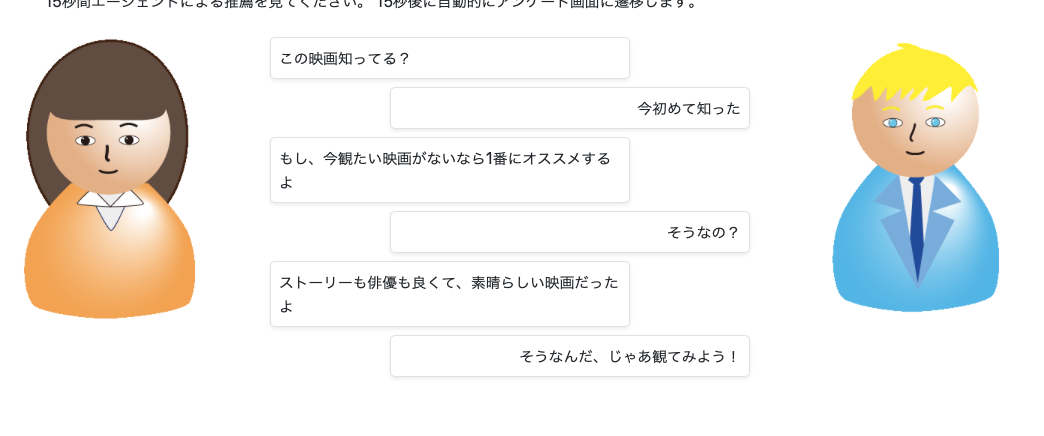 15秒間エージェントによる推薦を見てください。 15秒後に自動的にアンケート画面に遷移します。
この映画知ってる？
今初めて知った
もし、今観たい映画がないなら1番にオススメする
よ
そうなの？
ストーリーも俳優も良くて、素晴らしい映画だった
よ
そうなんだ、じゃあ観てみよう！